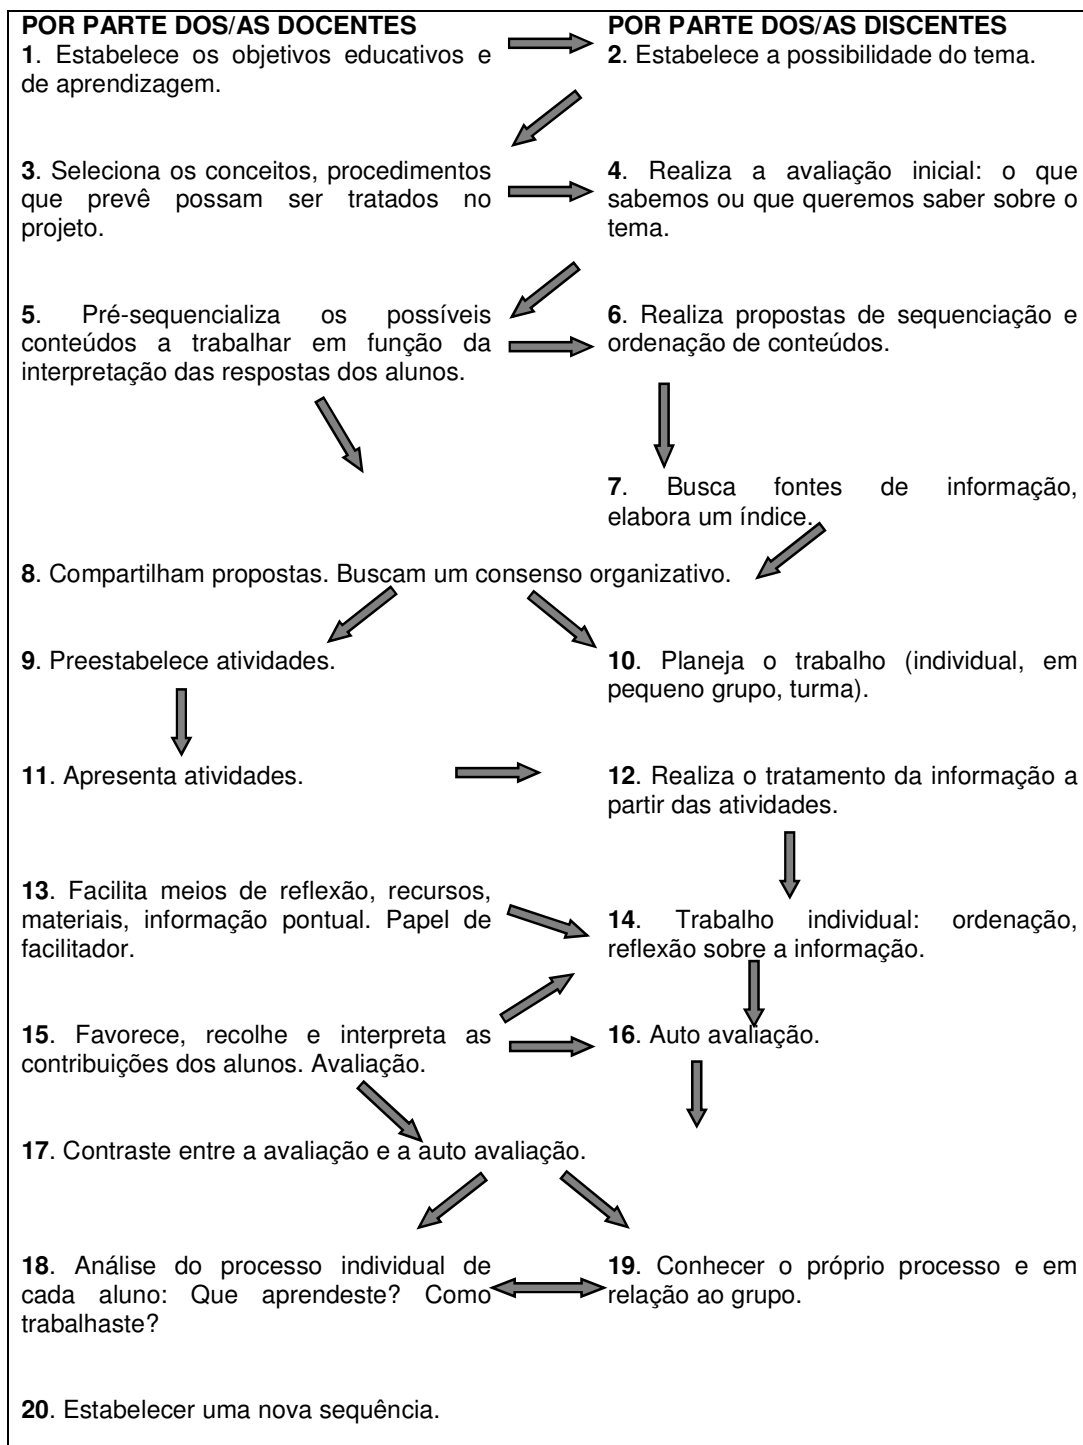 POR PARTE DOS/AS DOCENTES
POR PARTE DOS/AS DISCENTES
1. Estabelece os objetivos educativos e
de aprendizagem.
2. Estabelece a possibilidade do tema.
3. Seleciona os conceitos, procedimentos
que prevê possam ser tratados no
projeto.
4. Realiza a avaliação inicial: o que
sabemos ou que queremos saber sobre o
tema.
5. Pré-sequencializa os possíveis
conteúdos a trabalhar em função da
interpretação das respostas dos alunos.
6. Realiza propostas de sequenciação e
ordenação de conteúdos.
7. Busca fontes de informação,
elabora um índice.
8. Compartilham propostas. Buscam um consenso organizativo.
9. Preestabelece atividades.
10. Planeja o trabalho (individual, em
pequeno grupo, turma).
11. Apresenta atividades.
12. Realiza o tratamento da informação a
partir das atividades.
13. Facilita meios de reflexão, recursos,
materiais, informação pontual. Papel de
facilitador.
14. Trabalho individual: ordenação,
reflexão sobre a informação.
15. Favorece, recolhe e interpreta as
contribuições dos alunos. Avaliação.
16. Auto avaliação.
17. Contraste entre a avaliação e a auto avaliação.
18. Análise do processo individual de
cada aluno: Que aprendeste? Como
trabalhaste?
19. Conhecer o próprio processo e em
relação ao grupo.
20. Estabelecer uma nova sequência.